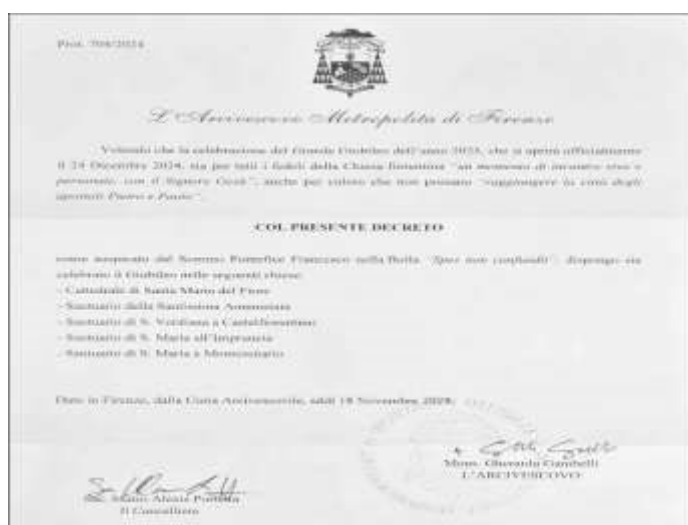 Prot. 704/2024
L'Arcivescovo Metropolita di Firenze
Volendo che la celebrazione del Grande Giubileo dell'anno 2025, che si aprirà ufficialmente
il 24 Dicembre 2024, sia per tutti i fedeli della Chiesa fiorentina "un momento di incontro vivo e
personale, con il Signore Gesù", anche per coloro che non possano "raggiungere la città degli
apostoli Pietro e Paolo".
COL PRESENTE DECRETO
come auspicato dal Sommo Pontefice Francesco nella Bolla "Spes non confundit", dispongo sia
celebrato il Giubileo nelle seguenti chiese:
- Cattedrale di Santa Maria del Fiore
- Santuario della Santissima Annunziata
- Santuario di S. Verdiana a Castelfiorentino
- Santuario di S. Maria all'Impruneta
- Santuario di S. Maria a Montesenario
Dato in Firenze, dalla Curia Arcivescovile, addì 18 Novembre 2024.
Mons. Gherardo Gambelli
L'ARCIVESCOVO
Alexis
Il Cancelliere